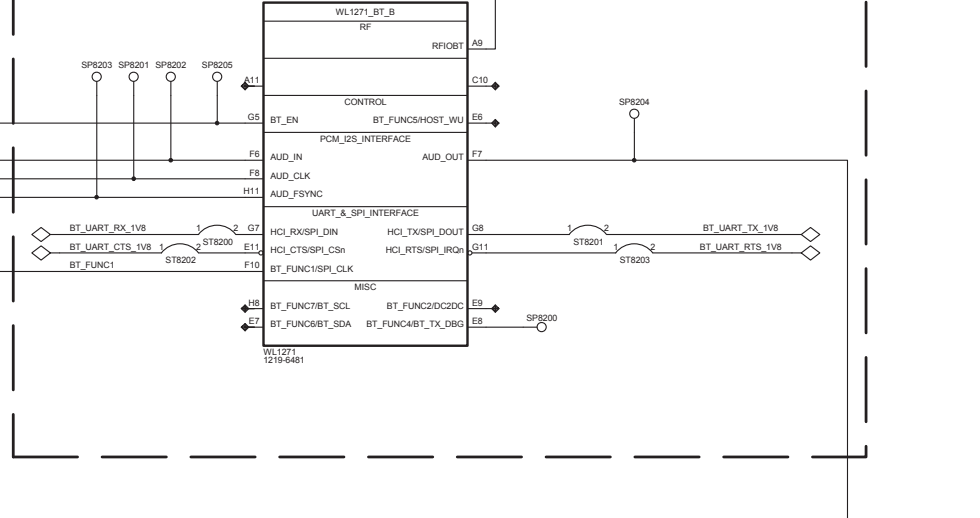 WL1271_BT_B
RF
RFIOBT A9
SP8203 SP8201 SP8202 SP8205
A11 C10
SP8204
CONTROL
G5 BT_EN BT_FUNC5/HOST_WU E6
PCM_I2S_INTERFACE
F6 AUD_IN AUD_OUT F7
F8 AUD_CLK
H11 AUD_FSYNC
UART_&_SPI_INTERFACE
BT_UART_RX_1V8 1 2 G7 HCI_RX/SPI_DIN HCI_TX/SPI_DOUT G8 1 2 BT_UART_TX_1V8
ST8200 ST8201
BT_UART_CTS_1V8 1 2 E11 HCI_CTS/SPI_CSn HCI_RTS/SPI_IRQn G11 1 2 BT_UART_RTS_1V8
ST8202 ST8203
BT_FUNC1 F10 BT_FUNC1/SPI_CLK
MISC
H8 BT_FUNC7/BT_SCL BT_FUNC2/DC2DC E9
E7 BT_FUNC6/BT_SDA BT_FUNC4/BT_TX_DBG E8 SP8200
WL1271
1219-6481